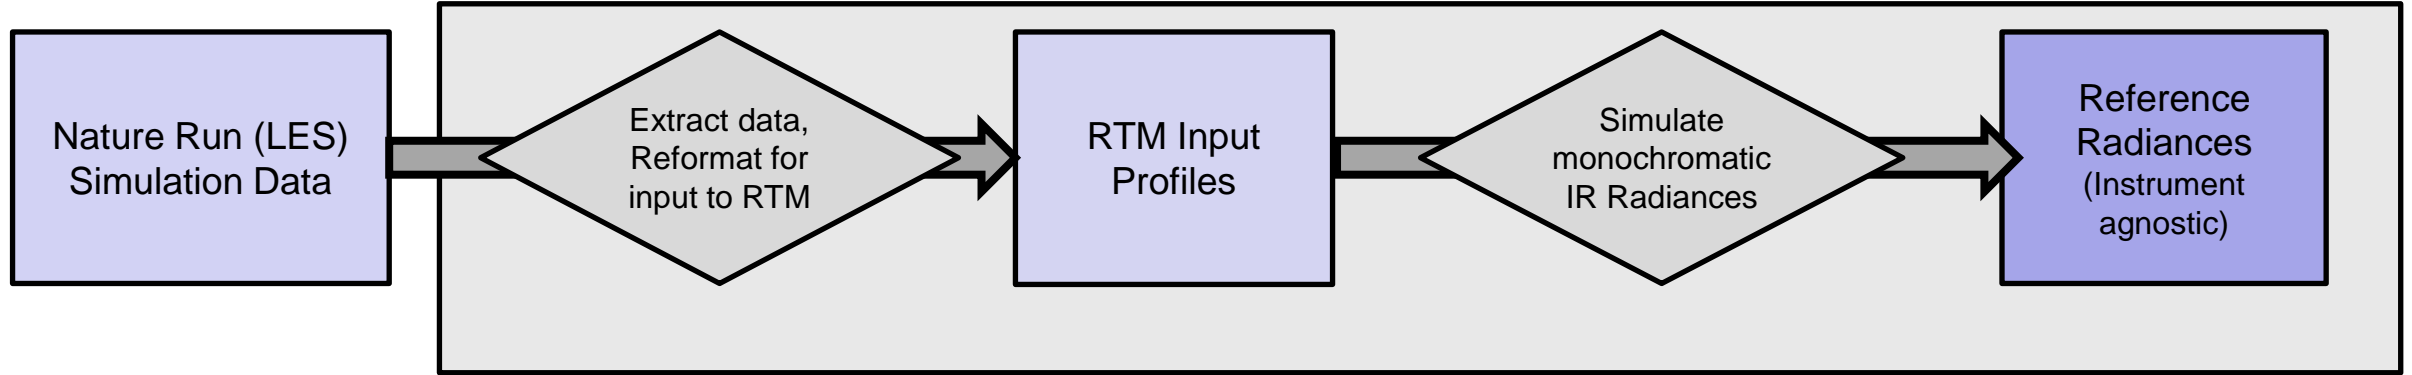 Nature Run (LES)
Simulation Data
Extract data,
Reformat for
input to RTM
RTM Input
Profiles
Simulate
monochromatic
IR Radiances
Reference
Radiances
(Instrument
agnostic)